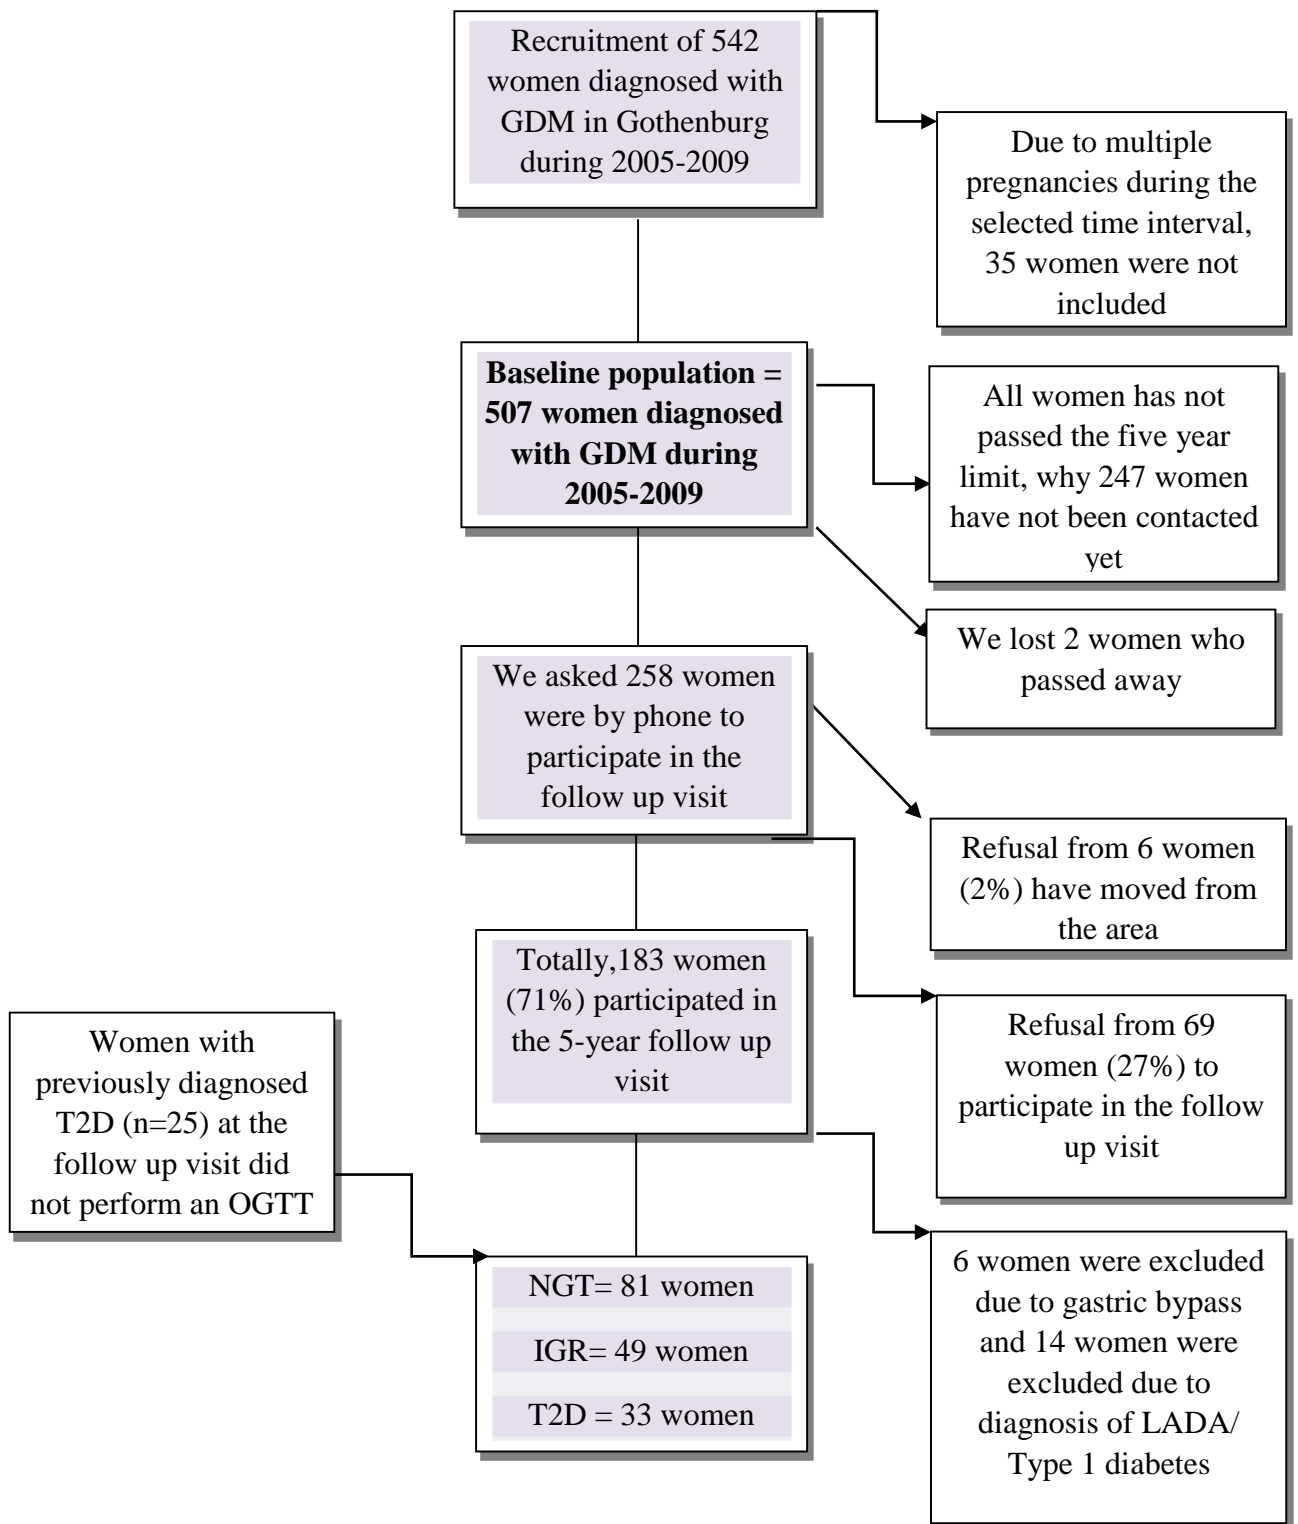 Recruitment of 542
women diagnosed with
GDM in Gothenburg
during 2005-2009
Due to multiple
pregnancies during the
selected time interval,
35 women were not
included
Baseline population =
507 women diagnosed
with GDM during
2005-2009
All women has not
passed the five year
limit, why 247 women
have not been contacted
yet
We lost 2 women who
passed away
We asked 258 women
were by phone to
participate in the
follow up visit
Refusal from 6 women
(2%) have moved from
the area
Totally,183 women
(71%) participated in
the 5-year follow up
visit
Refusal from 69
women (27%) to
participate in the follow
up visit
Women with
previously diagnosed
T2D (n=25) at the
follow up visit did
not perform an OGTT
6 women were excluded
due to gastric bypass
and 14 women were
excluded due to
diagnosis of LADA/
Type 1 diabetes
NGT= 81 women
IGR= 49 women
T2D = 33 women